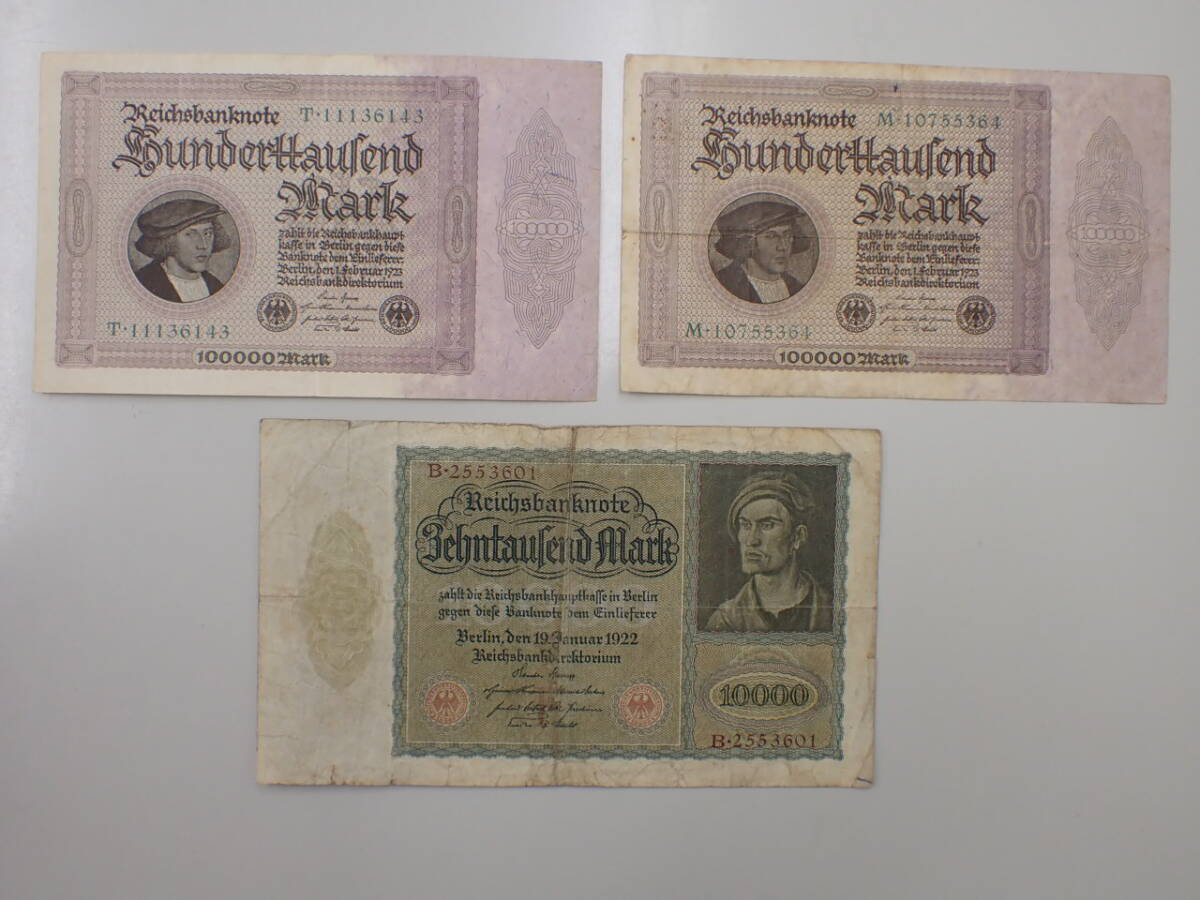 Reichsbanknote T·11136143
Hunderttausend
Mark
zahlt die Reichsbankhaupt-
kasse in Berlin gegen diese
Banknote dem Einlieferer
Berlin, den 1. Februar 1923
Reichsbankdirektorium
T·11136143
100000 Mark
100000
Reichsbanknote M·10755364
Hunderttausend
Mark
zahlt die Reichsbankhaupt-
kasse in Berlin gegen diese
Banknote dem Einlieferer
Berlin, den 1. Februar 1923
Reichsbankdirektorium
M·10755364
100000 Mark
100000
B·2553601
Reichsbanknote
Zehntausend Mark
zahlt die Reichsbankhauptkasse in Berlin
gegen diese Banknote dem Einlieferer
Berlin, den 19. Januar 1922
Reichsbankdirektorium
10000
B·2553601